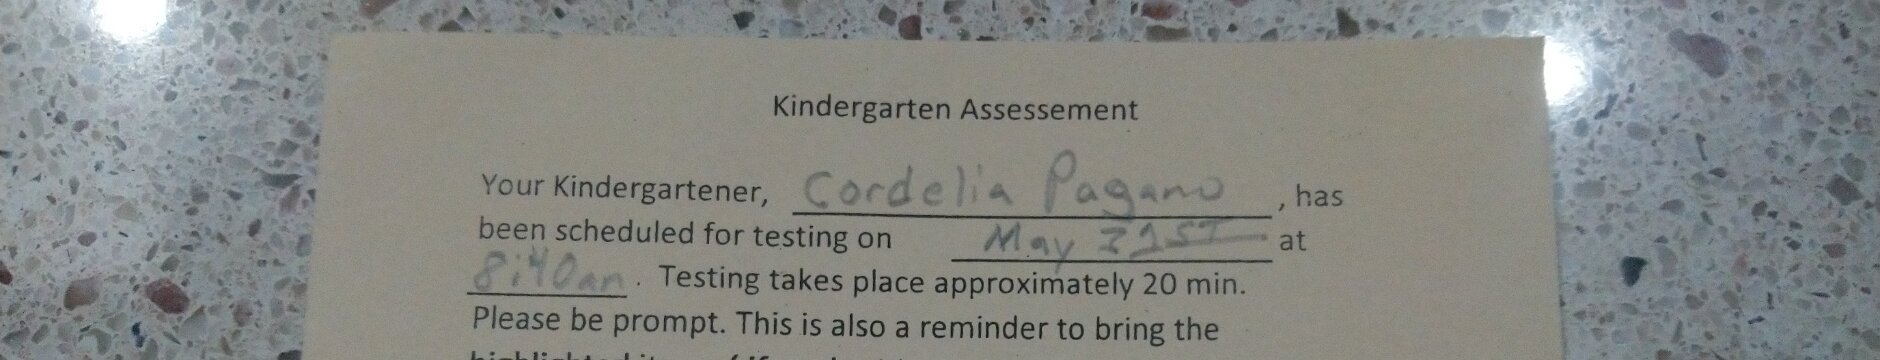 Kindergarten Assessement
Your Kindergartener, Cordelia Pagano, has
been scheduled for testing on May 21ST at
8:40am. Testing takes place approximately 20 min.
Please be prompt. This is also a reminder to bring the